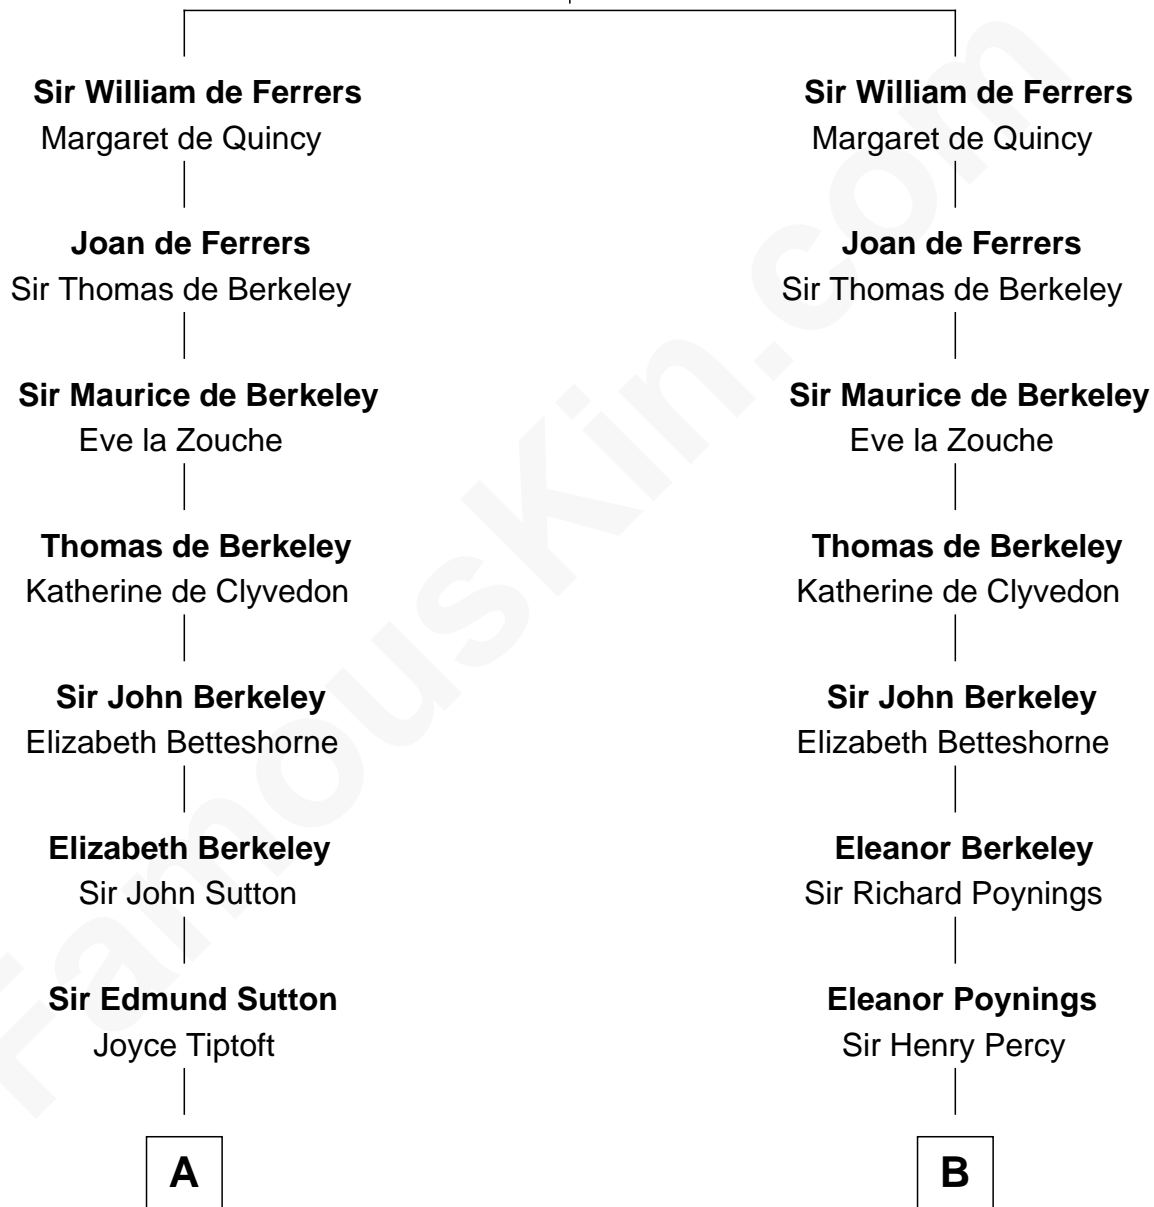 Sir William de Ferrers
Margaret de Quincy
Joan de Ferrers
Sir Thomas de Berkeley
Sir Maurice de Berkeley
Eve la Zouche
Thomas de Berkeley
Katherine de Clyvedon
Sir John Berkeley
Elizabeth Betteshorne
Elizabeth Berkeley
Sir John Sutton
Sir Edmund Sutton
Joyce Tiptoft
A
Sir William de Ferrers
Margaret de Quincy
Joan de Ferrers
Sir Thomas de Berkeley
Sir Maurice de Berkeley
Eve la Zouche
Thomas de Berkeley
Katherine de Clyvedon
Sir John Berkeley
Elizabeth Betteshorne
Eleanor Berkeley
Sir Richard Poynings
Eleanor Poynings
Sir Henry Percy
B
FamousKin.com